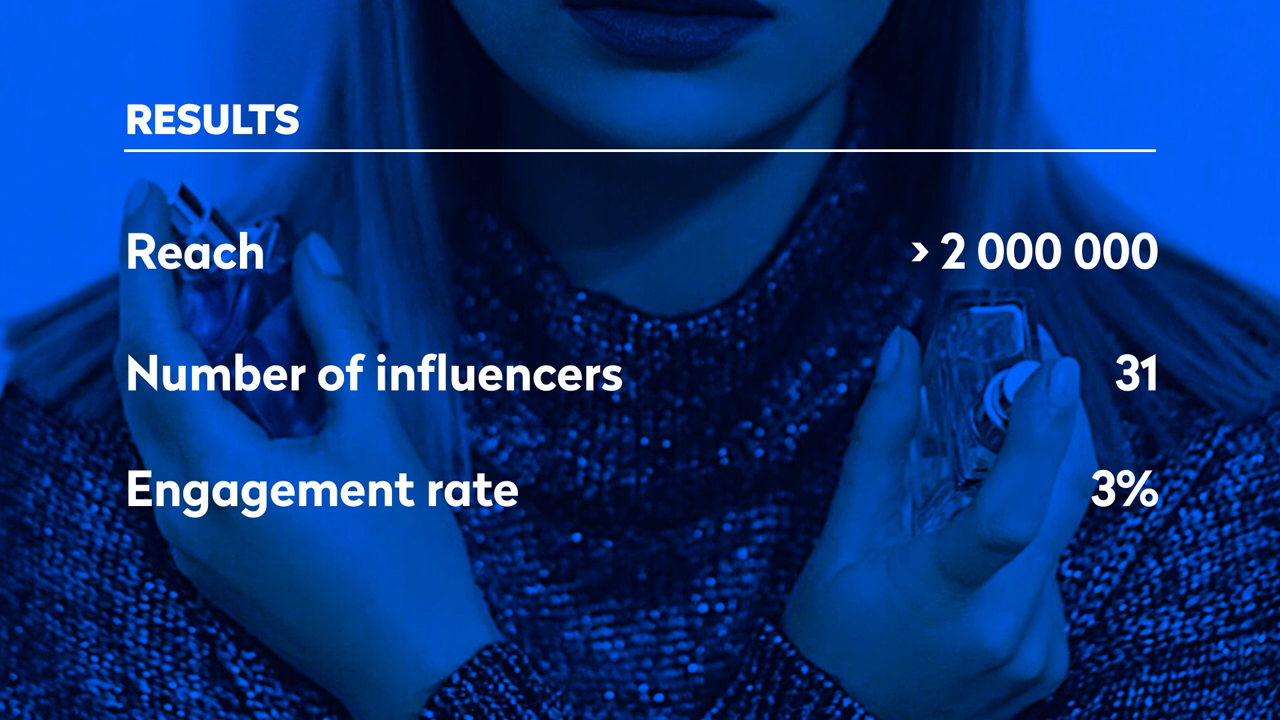 RESULTS
Reach > 2 000 000
Number of influencers 31
Engagement rate 3%